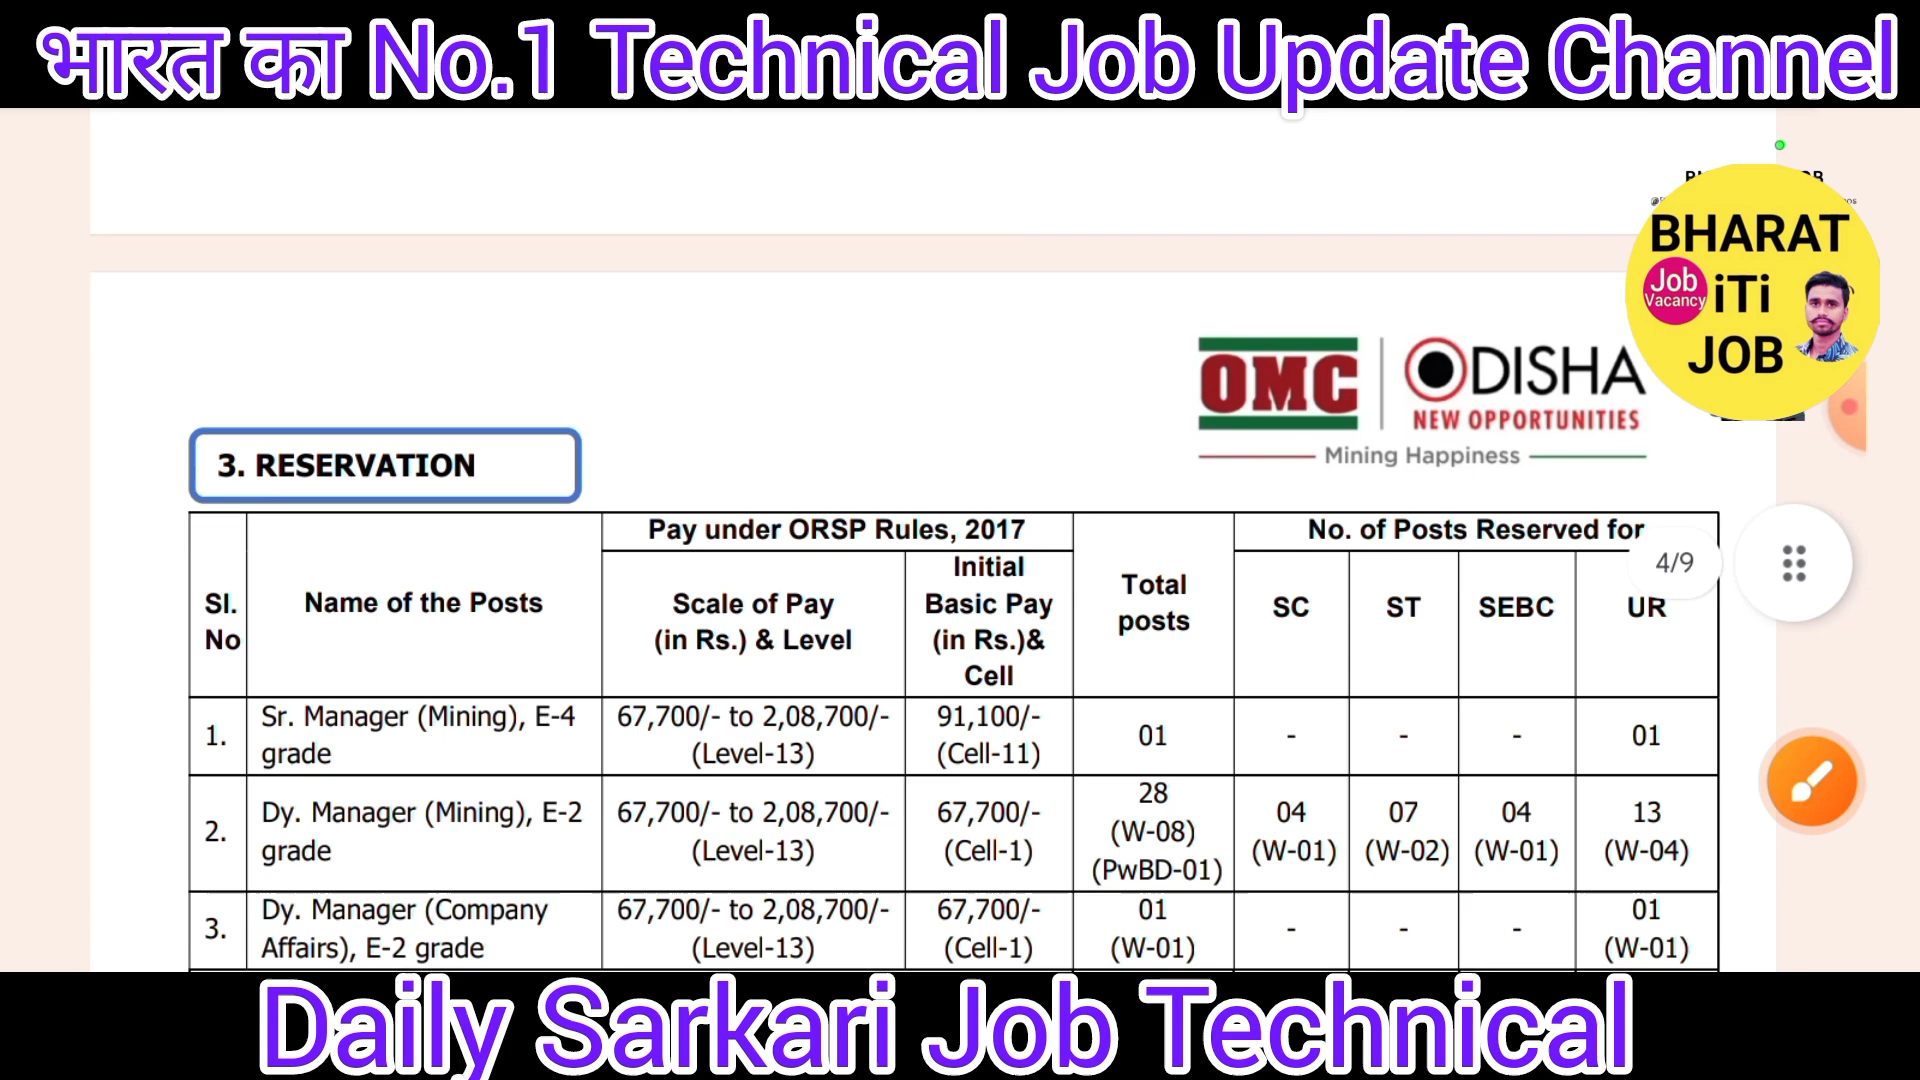 भारत का No.1 Technical Job Update Channel
BHARAT
Job
Vacancy
iTi
JOB
OMC
ODISHA
NEW OPPORTUNITIES
Mining Happiness
3. RESERVATION
Pay under ORSP Rules, 2017
No. of Posts Reserved for
4/9
Sl. No
Name of the Posts
Scale of Pay (in Rs.) & Level
Initial Basic Pay (in Rs.)& Cell
Total posts
SC
ST
SEBC
UR
1.
Sr. Manager (Mining), E-4 grade
67,700/- to 2,08,700/- (Level-13)
91,100/- (Cell-11)
01
-
-
-
01
2.
Dy. Manager (Mining), E-2 grade
67,700/- to 2,08,700/- (Level-13)
67,700/- (Cell-1)
28 (W-08) (PwBD-01)
04 (W-01)
07 (W-02)
04 (W-01)
13 (W-04)
3.
Dy. Manager (Company Affairs), E-2 grade
67,700/- to 2,08,700/- (Level-13)
67,700/- (Cell-1)
01 (W-01)
-
-
-
01 (W-01)
Daily Sarkari Job Technical